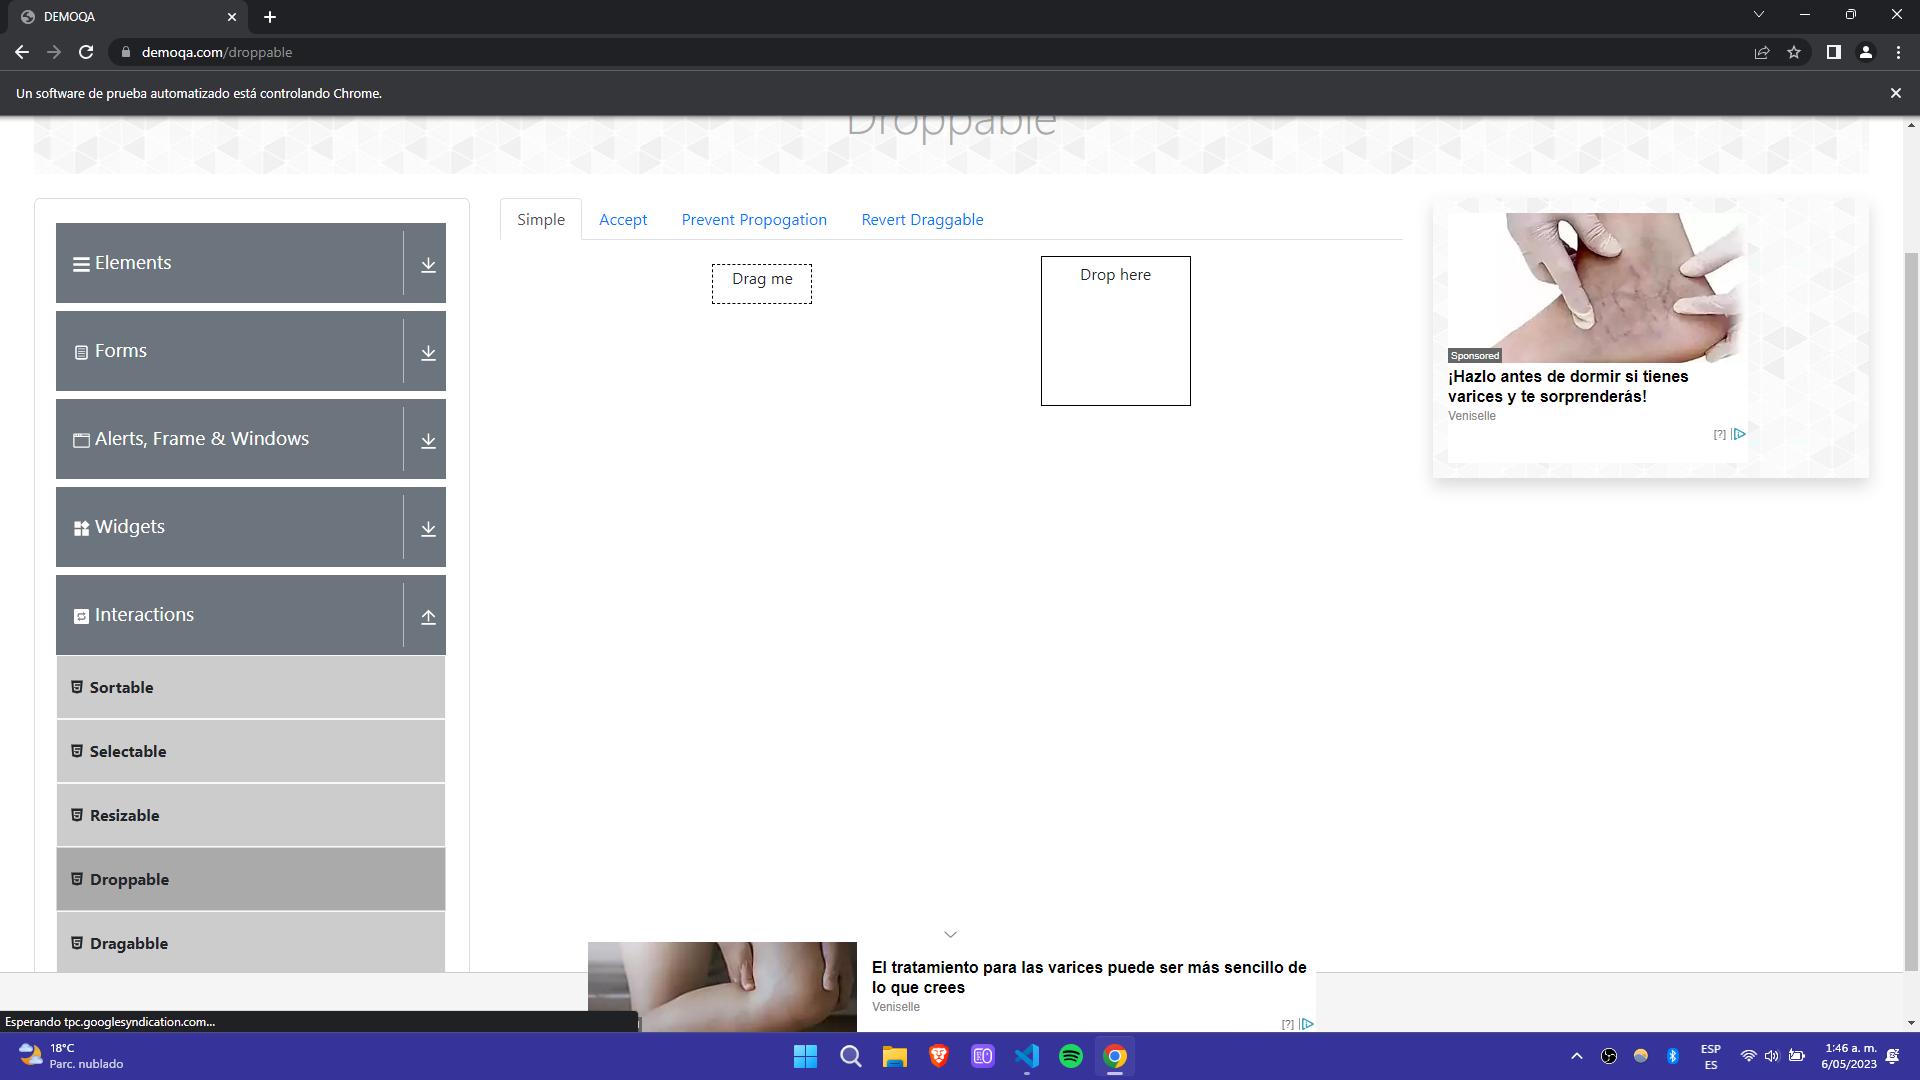 DEMOQA
demoqa.com/droppable
Un software de prueba automatizado está controlando Chrome.
Droppable
Elements
Forms
Alerts, Frame & Windows
Widgets
Interactions
Sortable
Selectable
Resizable
Droppable
Dragabble
Simple
Accept
Prevent Propogation
Revert Draggable
Drag me
Drop here
Sponsored
¡Hazlo antes de dormir si tienes
varices y te sorprenderás!
Veniselle
[?]
El tratamiento para las varices puede ser más sencillo de
lo que crees
Veniselle
[?]
Esperando tpc.googlesyndication.com...
18°C
Parc. nublado
ESP
ES
1:46 a. m.
6/05/2023